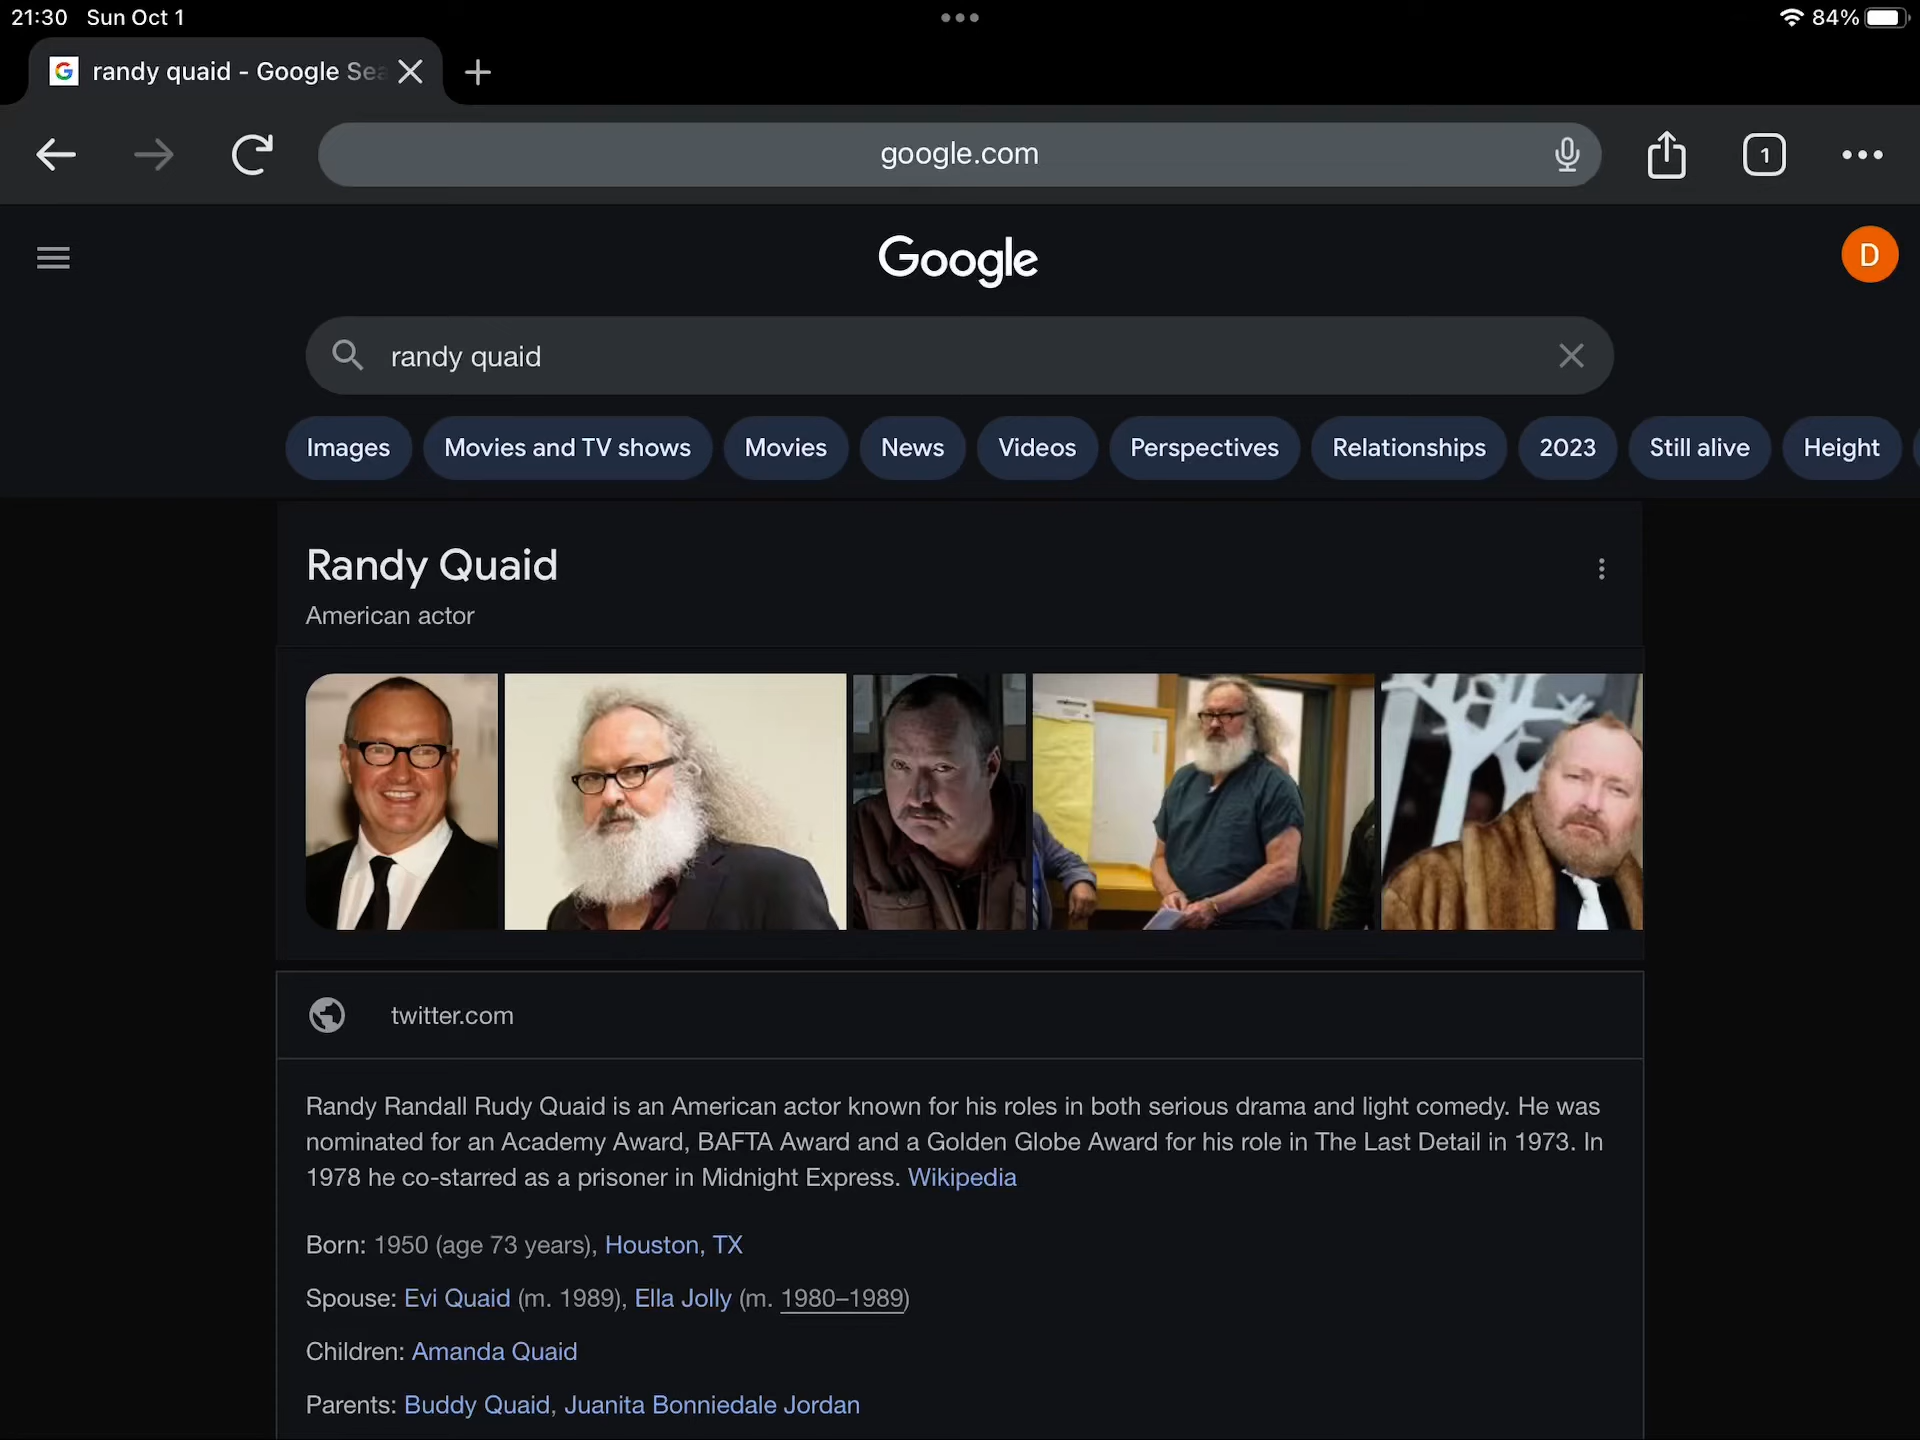 21:30 Sun Oct 1
84%
randy quaid - Google Sea
google.com
1
Google
D
randy quaid
Images Movies and TV shows Movies News Videos Perspectives Relationships 2023 Still alive Height
Randy Quaid
American actor
twitter.com
Randy Randall Rudy Quaid is an American actor known for his roles in both serious drama and light comedy. He was
nominated for an Academy Award, BAFTA Award and a Golden Globe Award for his role in The Last Detail in 1973. In
1978 he co-starred as a prisoner in Midnight Express. Wikipedia
Born: 1950 (age 73 years), Houston, TX
Spouse: Evi Quaid (m. 1989), Ella Jolly (m. 1980–1989)
Children: Amanda Quaid
Parents: Buddy Quaid, Juanita Bonniedale Jordan